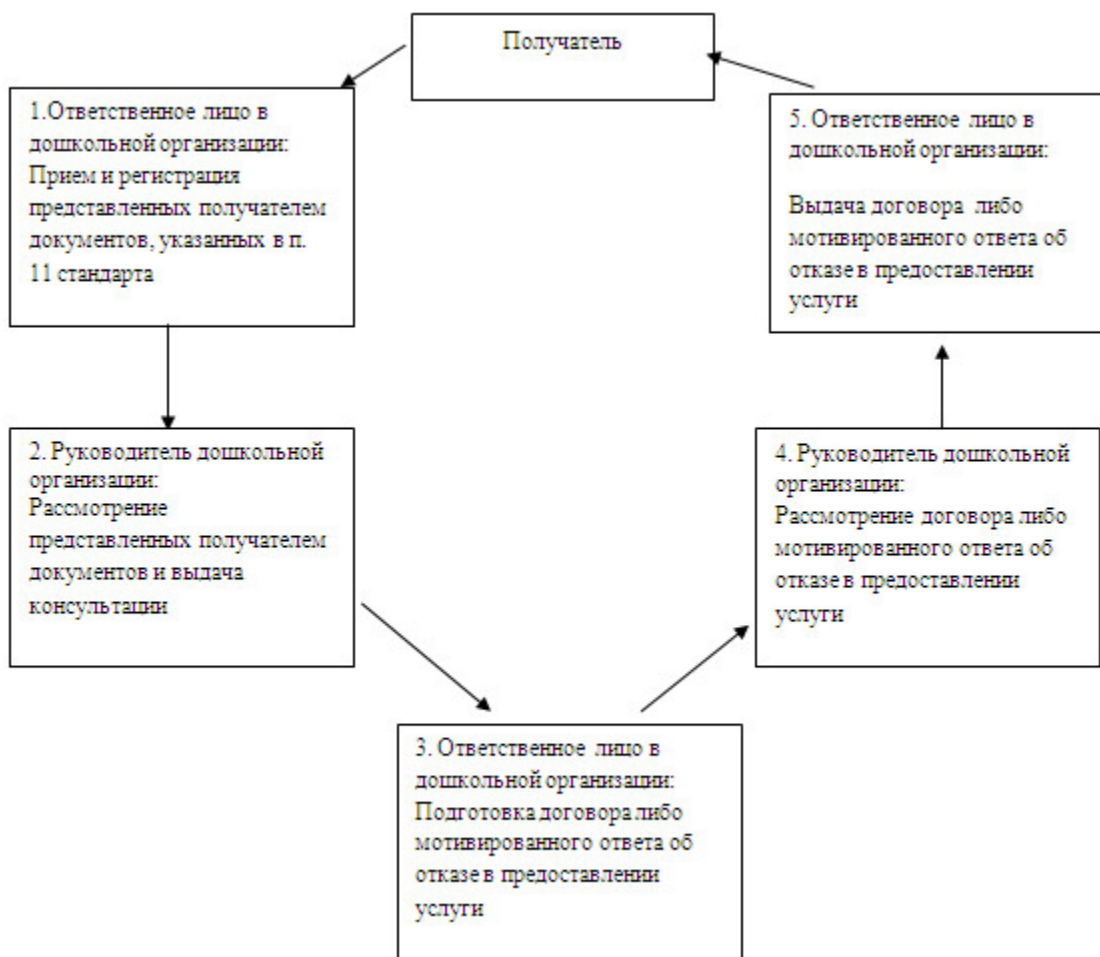 Получатель
1.Ответственное лицо в
дошкольной организации:
Прием и регистрация
представленных получателем
документов, указанных в п.
11 стандарта
2. Руководитель дошкольной
организации:
Рассмотрение
представленных получателем
документов и выдача
консультации
3. Ответственное лицо в
дошкольной организации:
Подготовка договора либо
мотивированного ответа об
отказе в предоставлении
услуги
4. Руководитель дошкольной
организации:
Рассмотрение договора либо
мотивированного ответа об
отказе в предоставлении
услуги
5. Ответственное лицо в
дошкольной организации:
Выдача договора либо
мотивированного ответа об
отказе в предоставлении
услуги